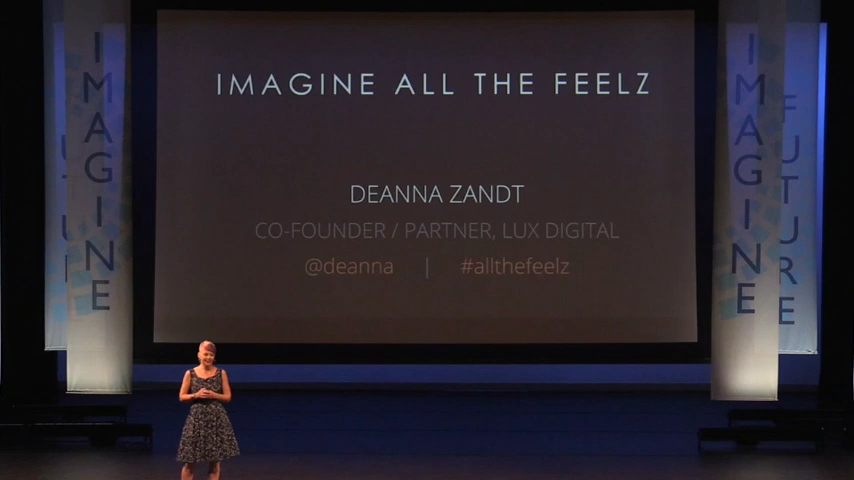 IMAGINE ALL THE FEELZ
DEANNA ZANDT
CO-FOUNDER / PARTNER, LUX DIGITAL
@deanna | #allthefeelz
IMAGINE
IMAGINE
FUTURE